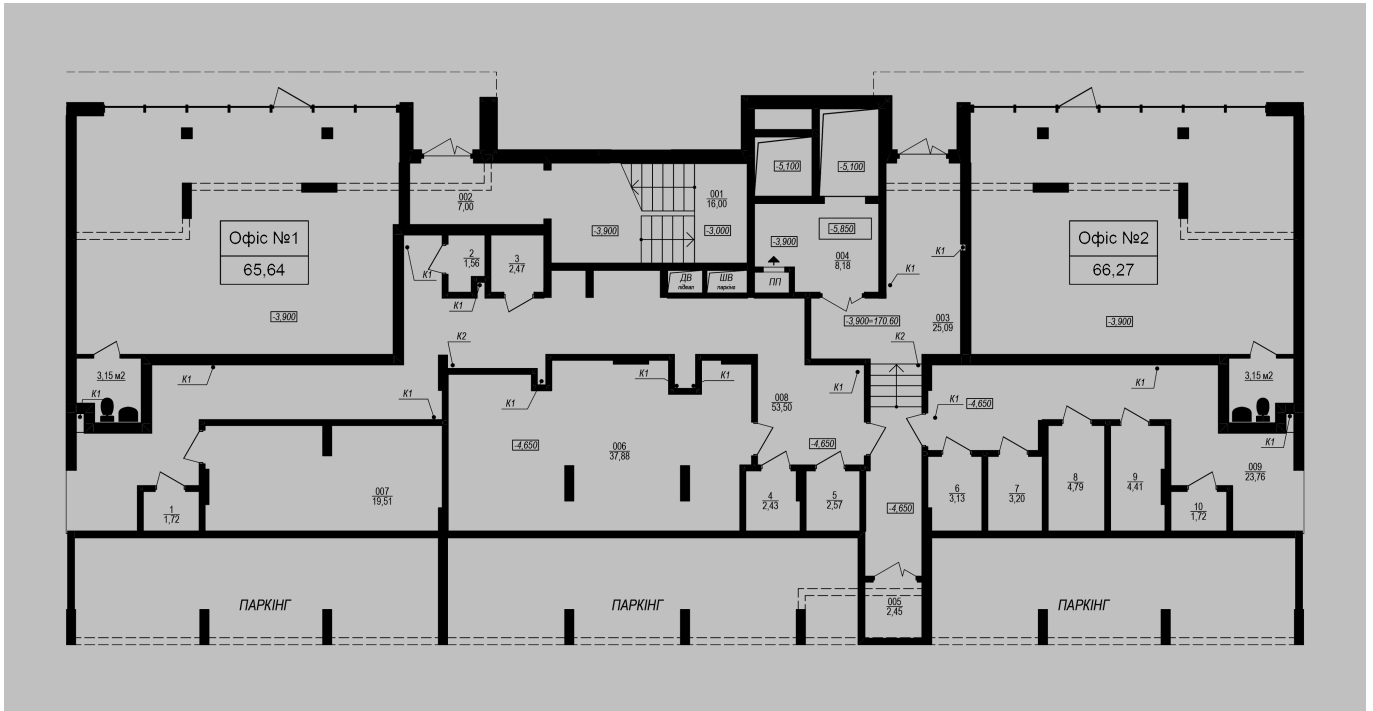 -5,100
-5,100
002
7,00
001
16,00
-3,900
-3,000
-5,850
Офіс №1
65,64
Офіс №2
66,27
К1
2
1,56
3
2,47
-3,900
004
8,18
К1
К1
ДВ
підвал
ШВ
паркінг
ПП
К1
-3,900
-3,900=170.60
003
25,09
-3,900
К2
К2
3,15 м2
К1
К1
К1
К1
К1
К1
3,15 м2
К1
К1
К1
-4,650
008
53,50
-4,650
006
37,88
-4,650
К1
009
23,76
007
19,51
1
1,72
4
2,43
5
2,57
6
3,13
7
3,20
8
4,79
9
4,41
10
1,72
-4,650
ПАРКІНГ
ПАРКІНГ
005
2,45
ПАРКІНГ